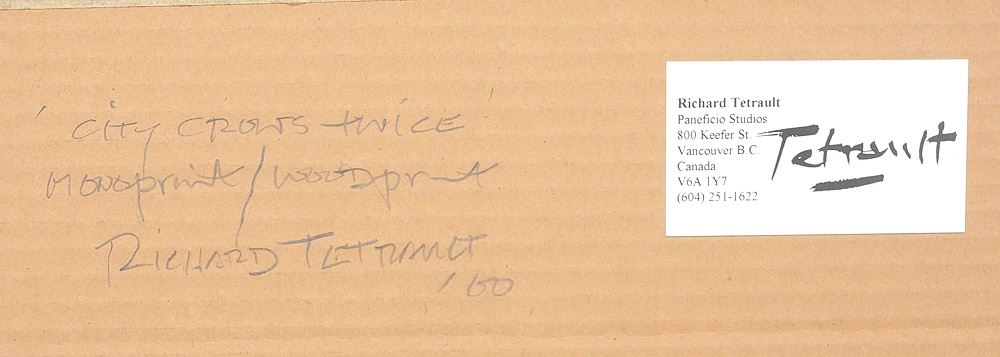 'CITY CROWS TWICE'
MONOprint/WOODprint
RICHARD TETRAULT
'00
Richard Tetrault
Paneficio Studios
800 Keefer St.
Vancouver B.C.
Canada
V6A 1Y7
(604) 251-1622
Tetrault